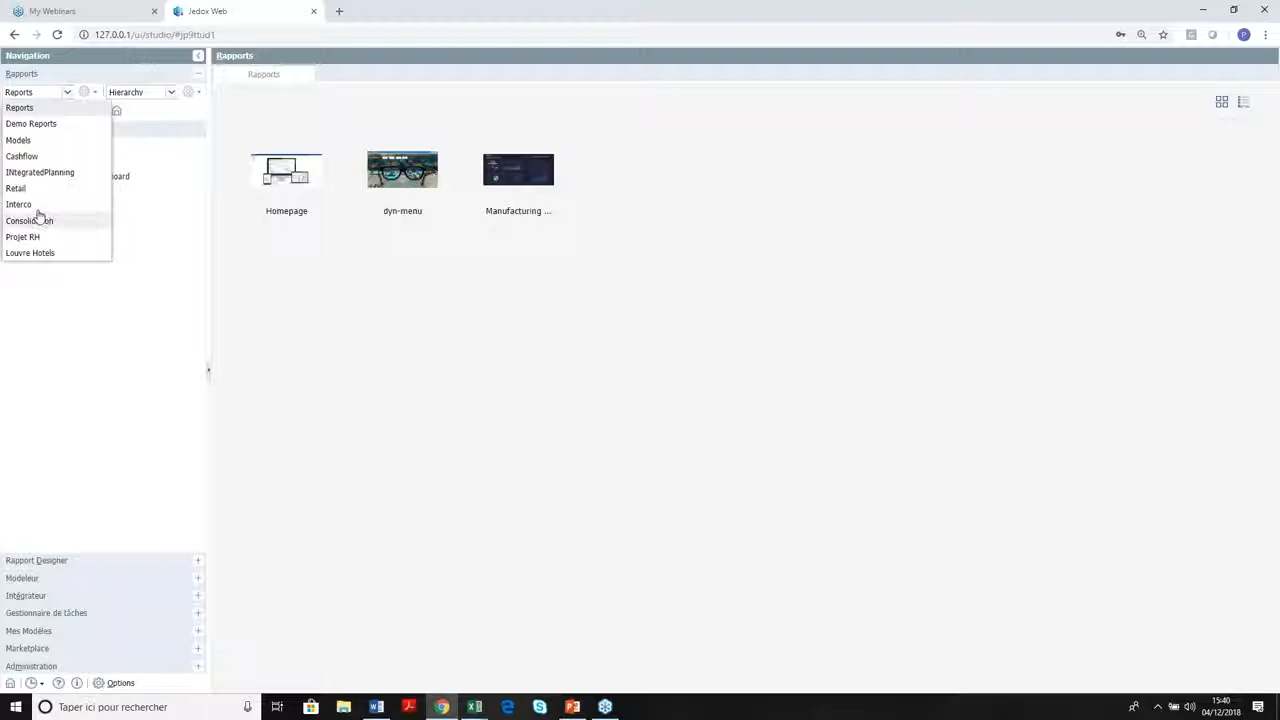 My Webinars
Jedox Web
127.0.0.1/ui/studio/#jp9ttud1
Navigation
Rapports
Rapports
Rapports
Reports
Hierarchy
Reports
Demo Reports
Models
Cashflow
INtegratedPlanning
oard
Retail
Interco
Projet RH
Louvre Hotels
Homepage
dyn-menu
Manufacturing ...
Rapport Designer
Modeleur
Intégrateur
Gestionnaire de tâches
Mes Modèles
Marketplace
Administration
Options
Taper ici pour rechercher
15:40
04/12/2018